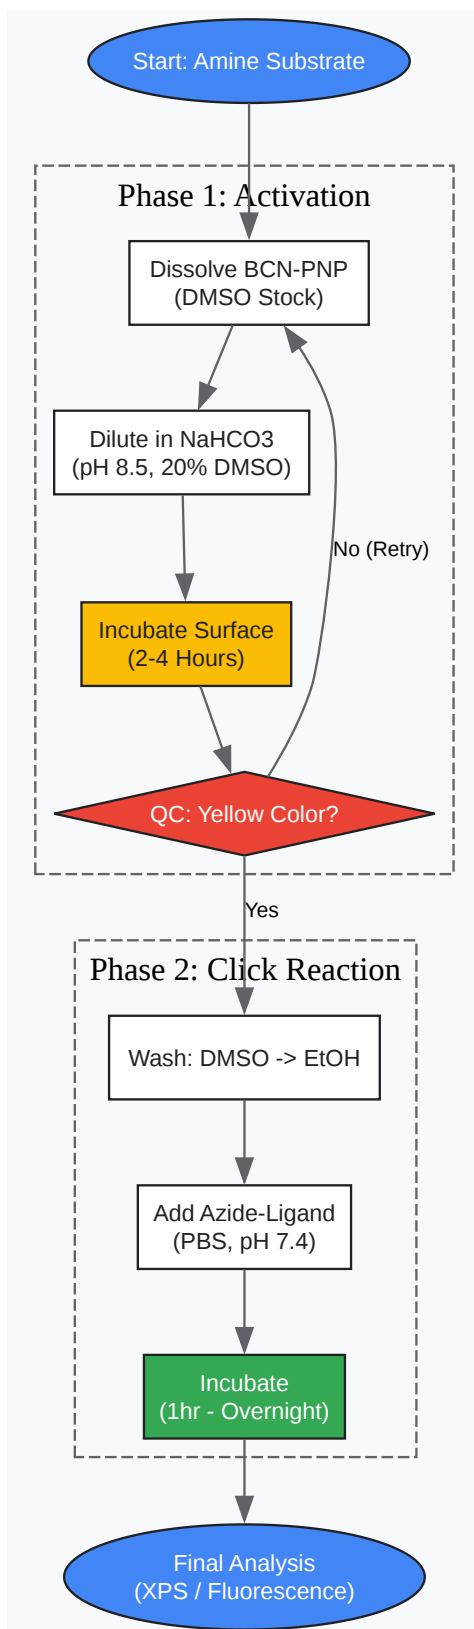 Start: Amine Substrate
Phase 1: Activation
Dissolve BCN-PNP
(DMSO Stock)
Dilute in NaHCO3
(pH 8.5, 20% DMSO)
No (Retry)
Incubate Surface
(2-4 Hours)
QC: Yellow Color?
Yes
Phase 2: Click Reaction
Wash: DMSO -> EtOH
Add Azide-Ligand
(PBS, pH 7.4)
Incubate
(1hr - Overnight)
Final Analysis
(XPS / Fluorescence)